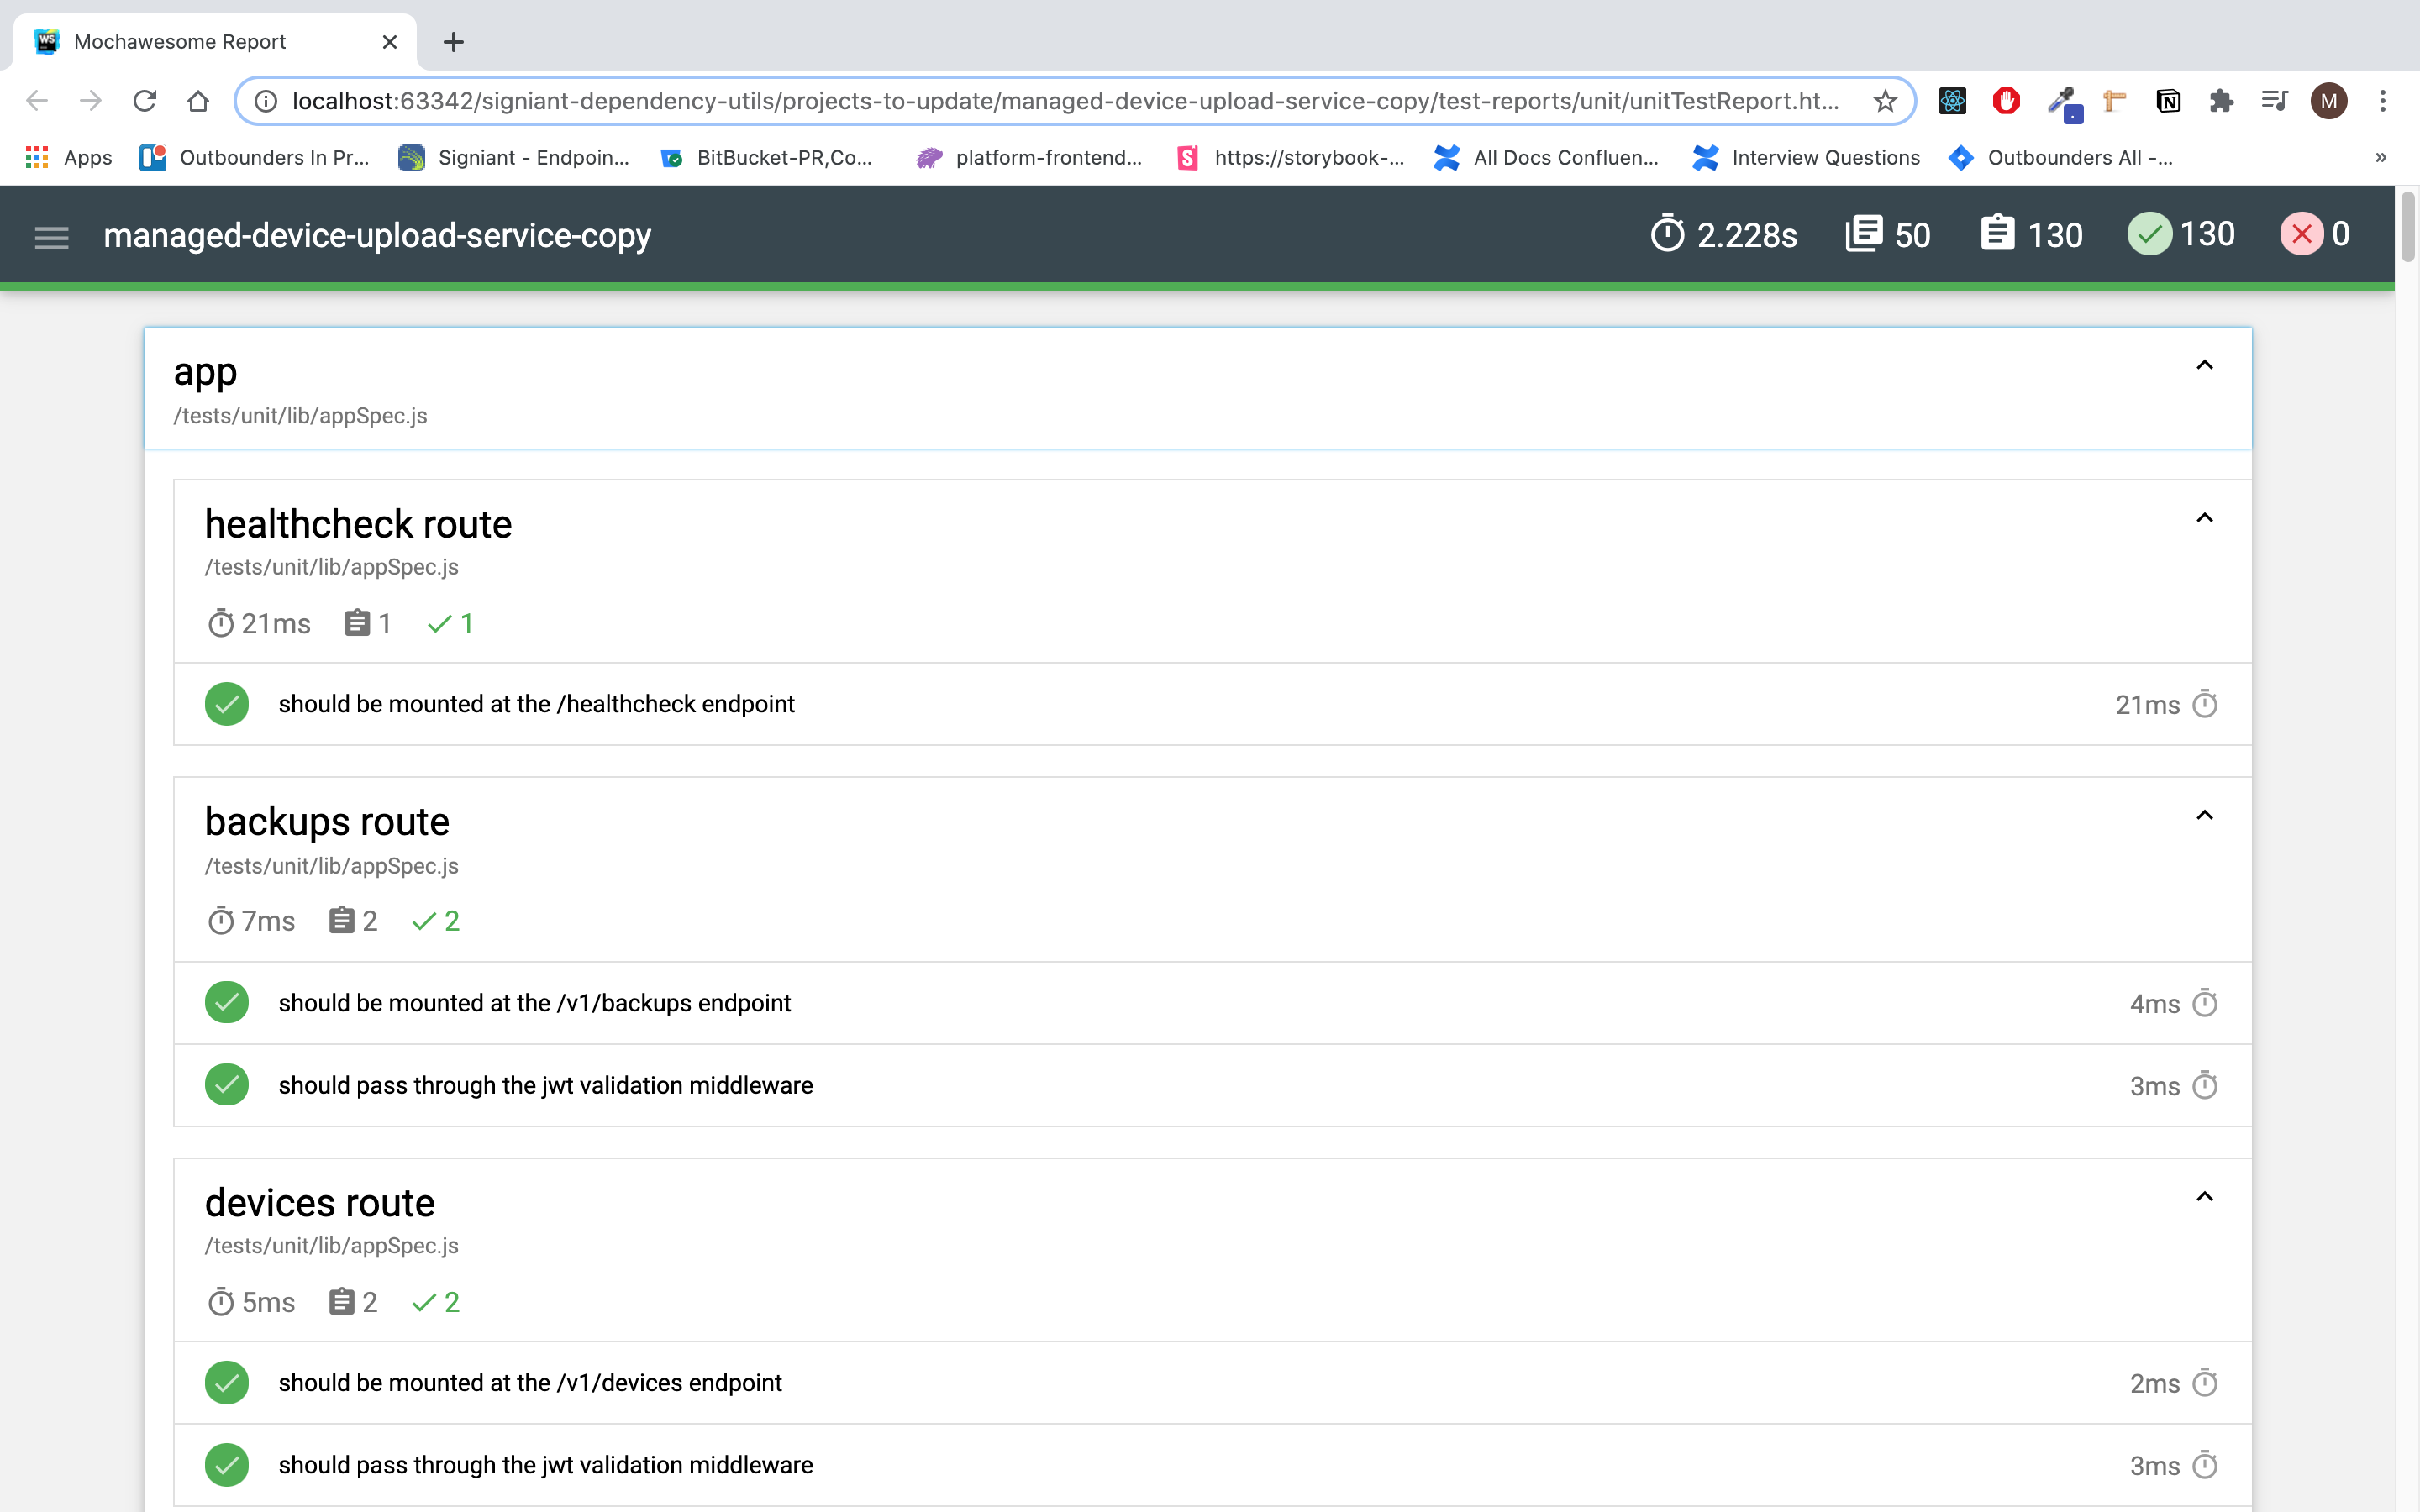 Mochawesome Report
localhost:63342/signiant-dependency-utils/projects-to-update/managed-device-upload-service-copy/test-reports/unit/unitTestReport.ht...
M
Apps
Outbounders In Pr...
Signiant - Endpoin...
BitBucket-PR,Co...
platform-frontend...
https://storybook-...
All Docs Confluen...
Interview Questions
Outbounders All -...
»
managed-device-upload-service-copy
2.228s
50
130
130
0
app
/tests/unit/lib/appSpec.js
healthcheck route
/tests/unit/lib/appSpec.js
21ms 1 1
should be mounted at the /healthcheck endpoint 21ms
backups route
/tests/unit/lib/appSpec.js
7ms 2 2
should be mounted at the /v1/backups endpoint 4ms
should pass through the jwt validation middleware 3ms
devices route
/tests/unit/lib/appSpec.js
5ms 2 2
should be mounted at the /v1/devices endpoint 2ms
should pass through the jwt validation middleware 3ms